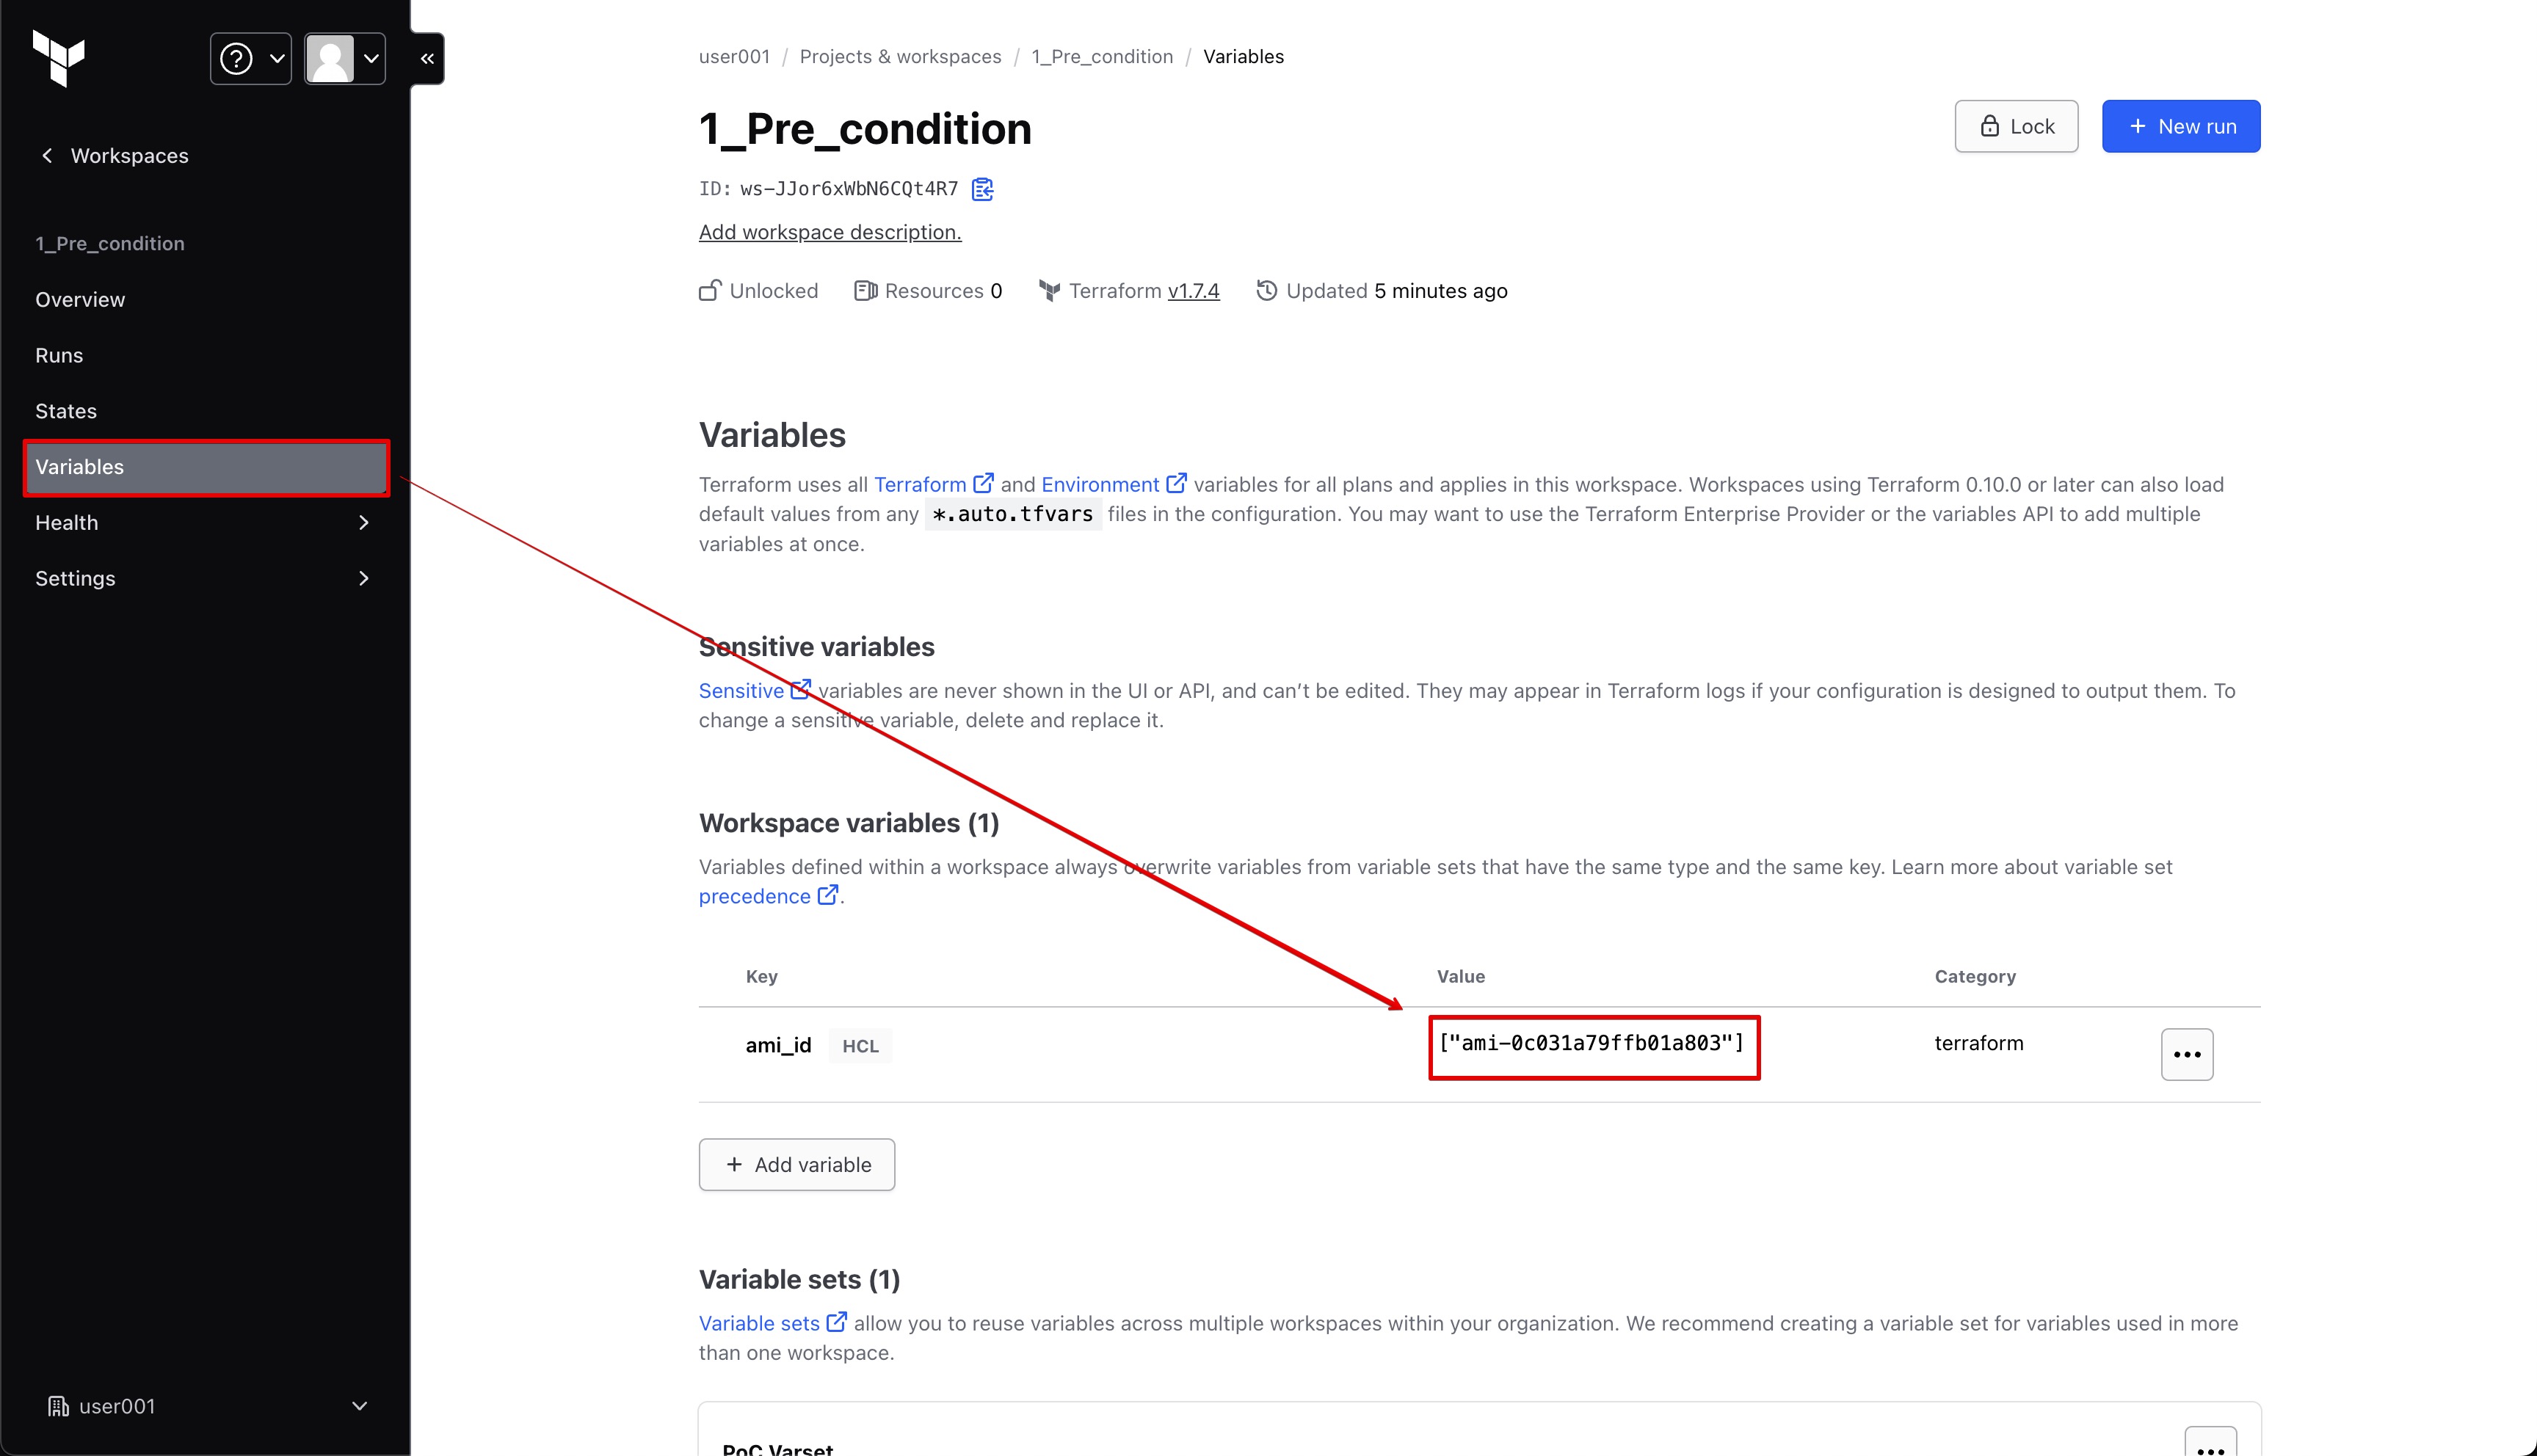 Workspaces
1_Pre_condition
Overview
Runs
States
Variables
Health
Settings
user001
user001 / Projects & workspaces / 1_Pre_condition / Variables
1_Pre_condition
Lock
+ New run
ID: ws-JJor6xWbN6CQt4R7
Add workspace description.
Unlocked Resources 0 Terraform v1.7.4 Updated 5 minutes ago
Variables
Terraform uses all Terraform and Environment variables for all plans and applies in this workspace. Workspaces using Terraform 0.10.0 or later can also load
default values from any *.auto.tfvars files in the configuration. You may want to use the Terraform Enterprise Provider or the variables API to add multiple
variables at once.
Sensitive variables
Sensitive variables are never shown in the UI or API, and can’t be edited. They may appear in Terraform logs if your configuration is designed to output them. To
change a sensitive variable, delete and replace it.
Workspace variables (1)
Variables defined within a workspace always overwrite variables from variable sets that have the same type and the same key. Learn more about variable set
precedence .
Key Value Category
ami_id HCL ["ami-0c031a79ffb01a803"] terraform
+ Add variable
Variable sets (1)
Variable sets allow you to reuse variables across multiple workspaces within your organization. We recommend creating a variable set for variables used in more
than one workspace.
PoC Varset